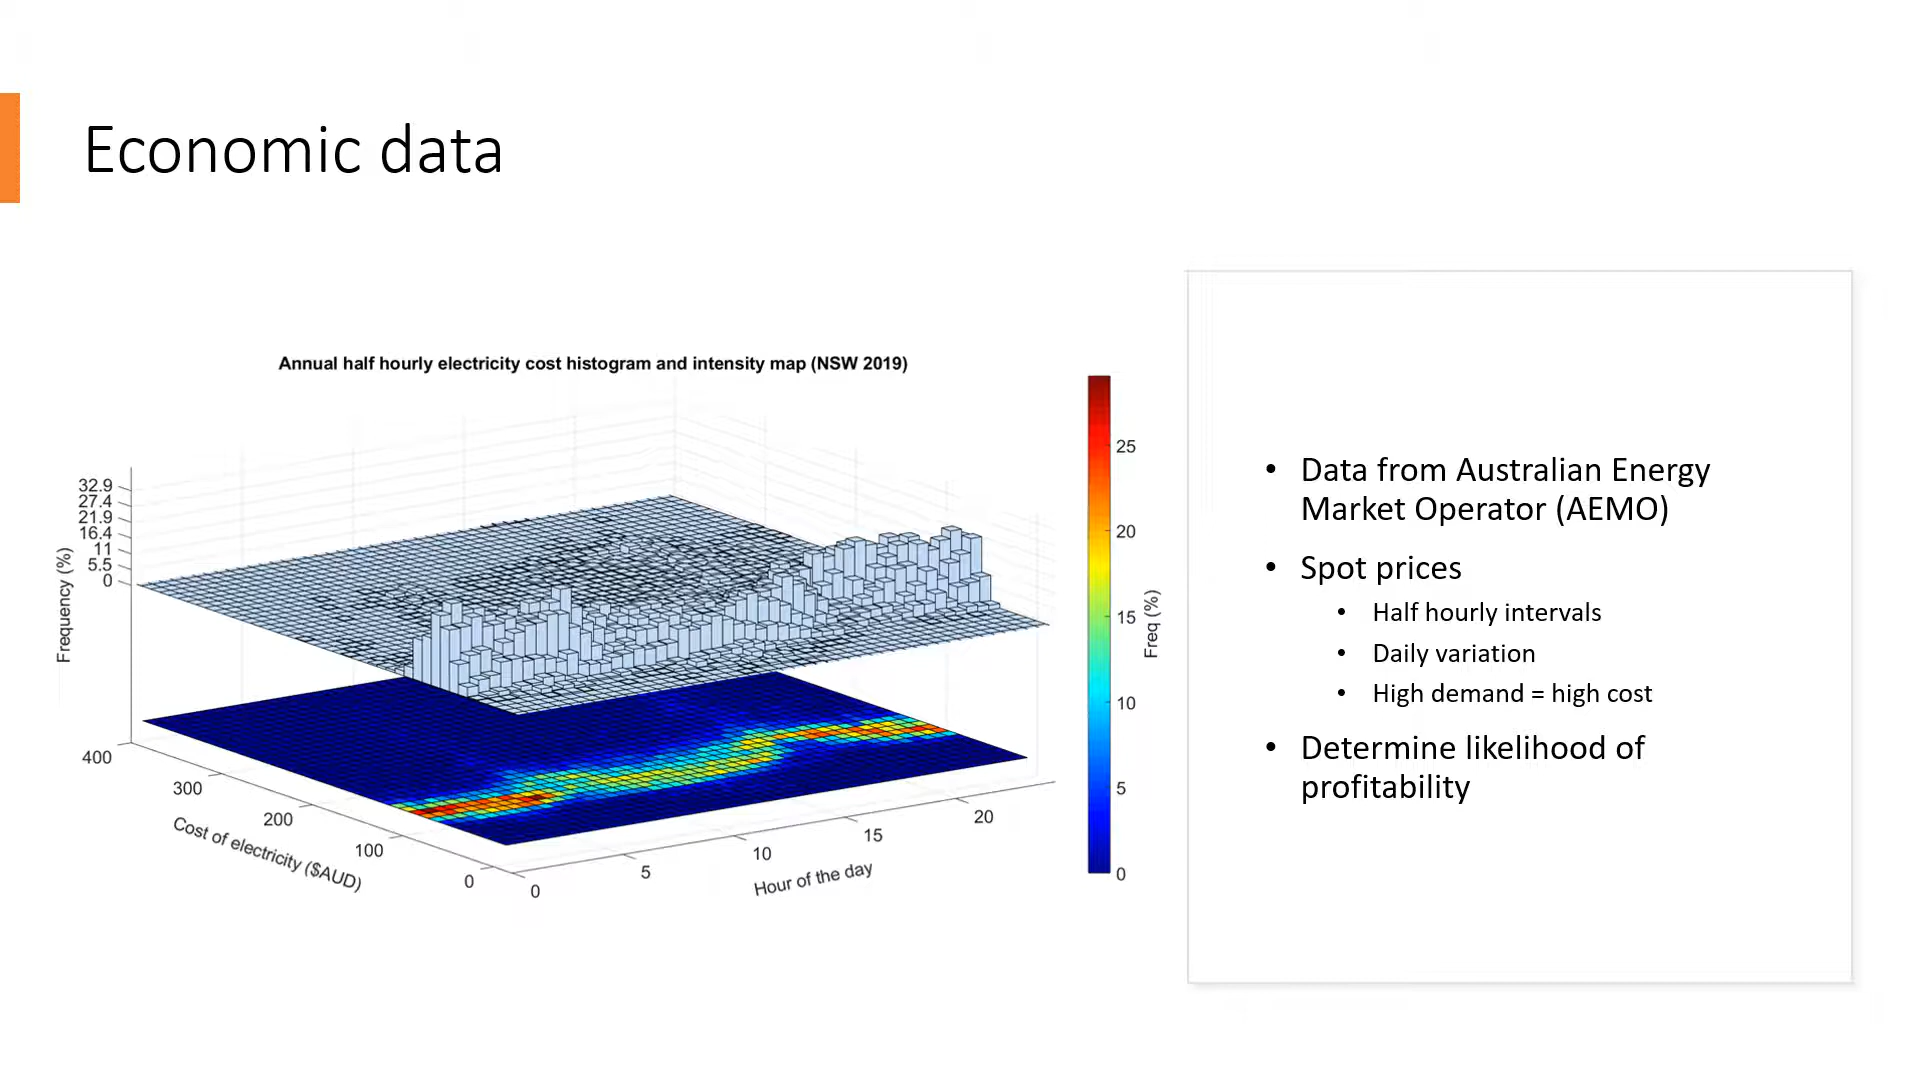 Economic data
Annual half hourly electricity cost histogram and intensity map (NSW 2019)
32.9
27.4
21.9
16.4
11
5.5
0
Frequency (%)
400
300
200
100
0
Cost of electricity ($AUD)
0
5
10
15
20
Hour of the day
25
20
15
10
5
0
Freq (%)
• Data from Australian Energy
Market Operator (AEMO)
• Spot prices
• Half hourly intervals
• Daily variation
• High demand = high cost
• Determine likelihood of
profitability